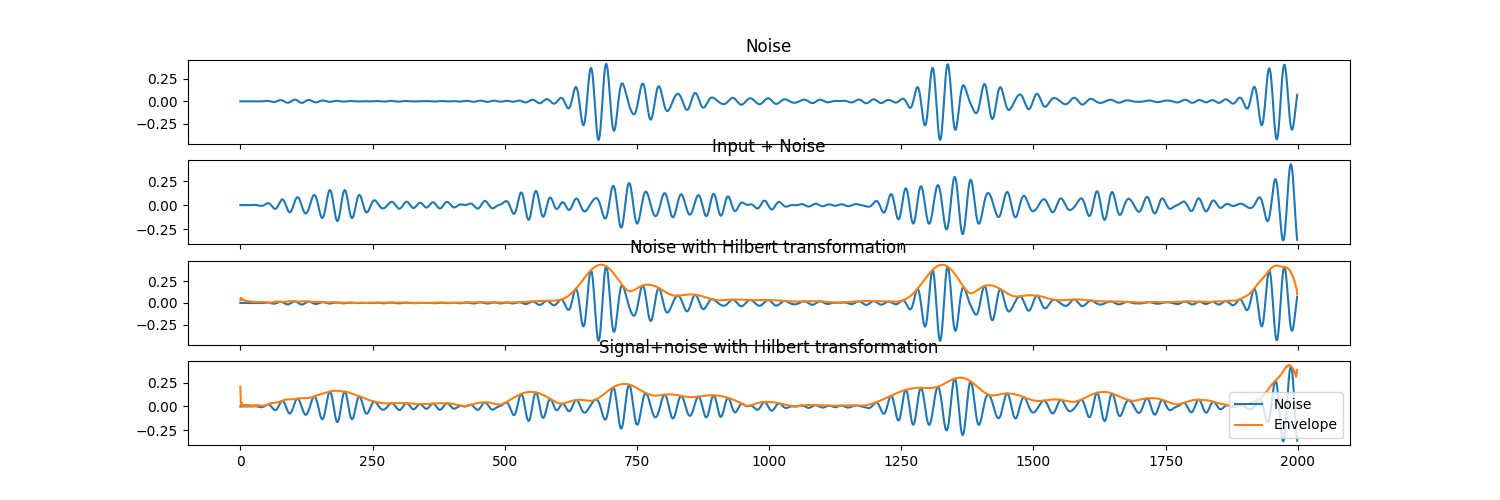 Noise
0.25
0.00
−0.25
Input + Noise
0.25
0.00
−0.25
Noise with Hilbert transformation
0.25
0.00
−0.25
Signal+noise with Hilbert transformation
0.25
0.00
−0.25
Noise
Envelope
0 250 500 750 1000 1250 1500 1750 2000